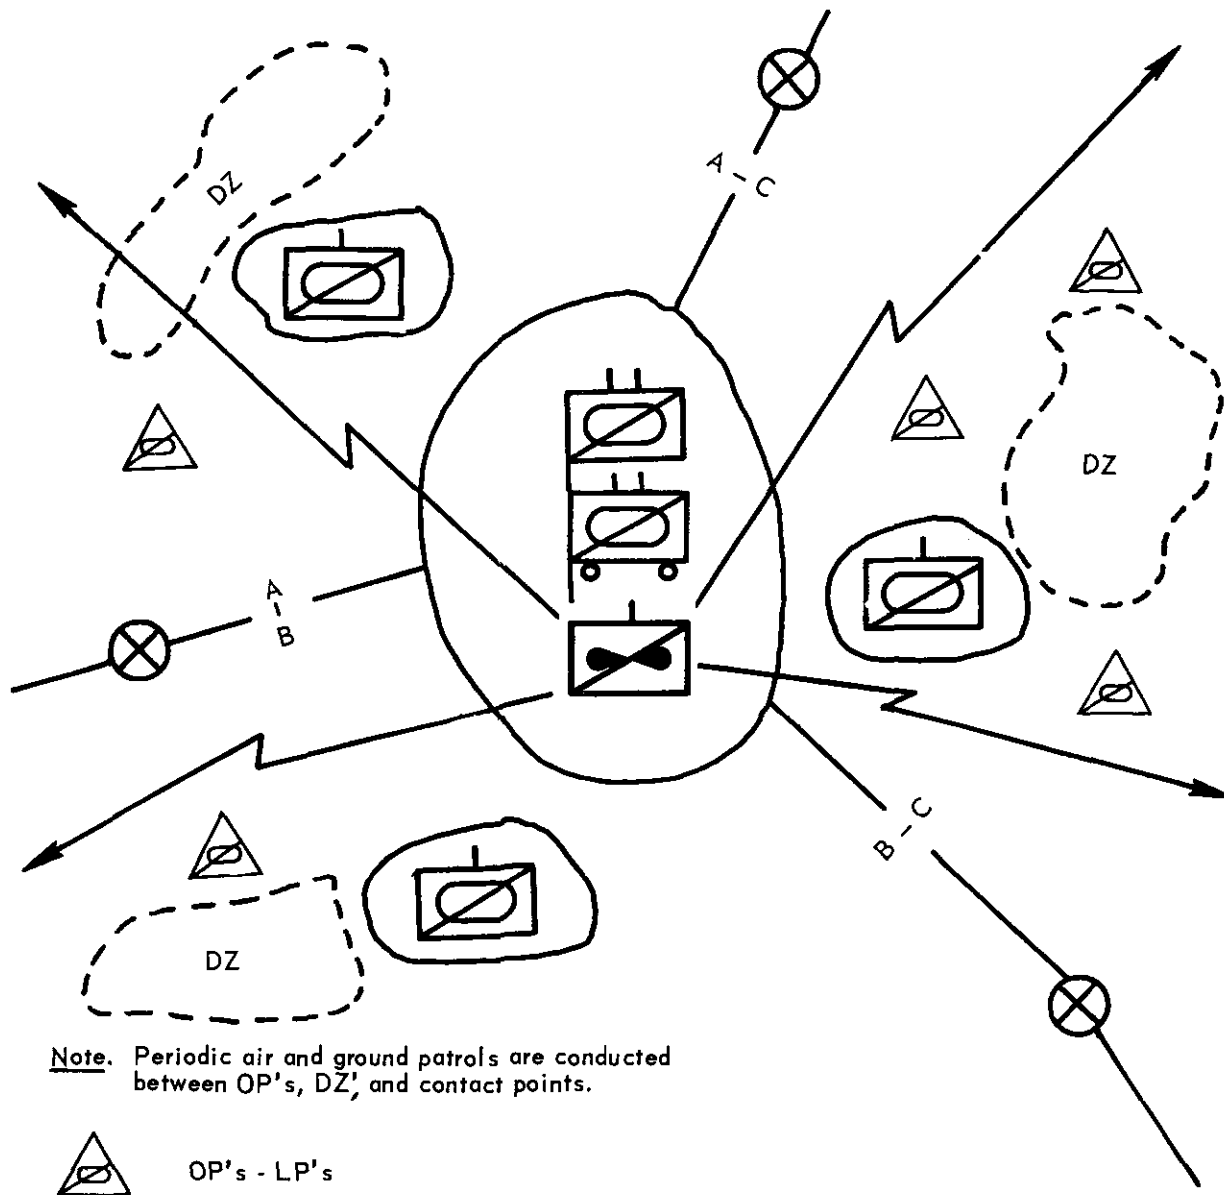 DZ
A - C
DZ
A - B
B - C
DZ
Note. Periodic air and ground patrols are conducted
between OP's, DZ', and contact points.
OP's - LP's